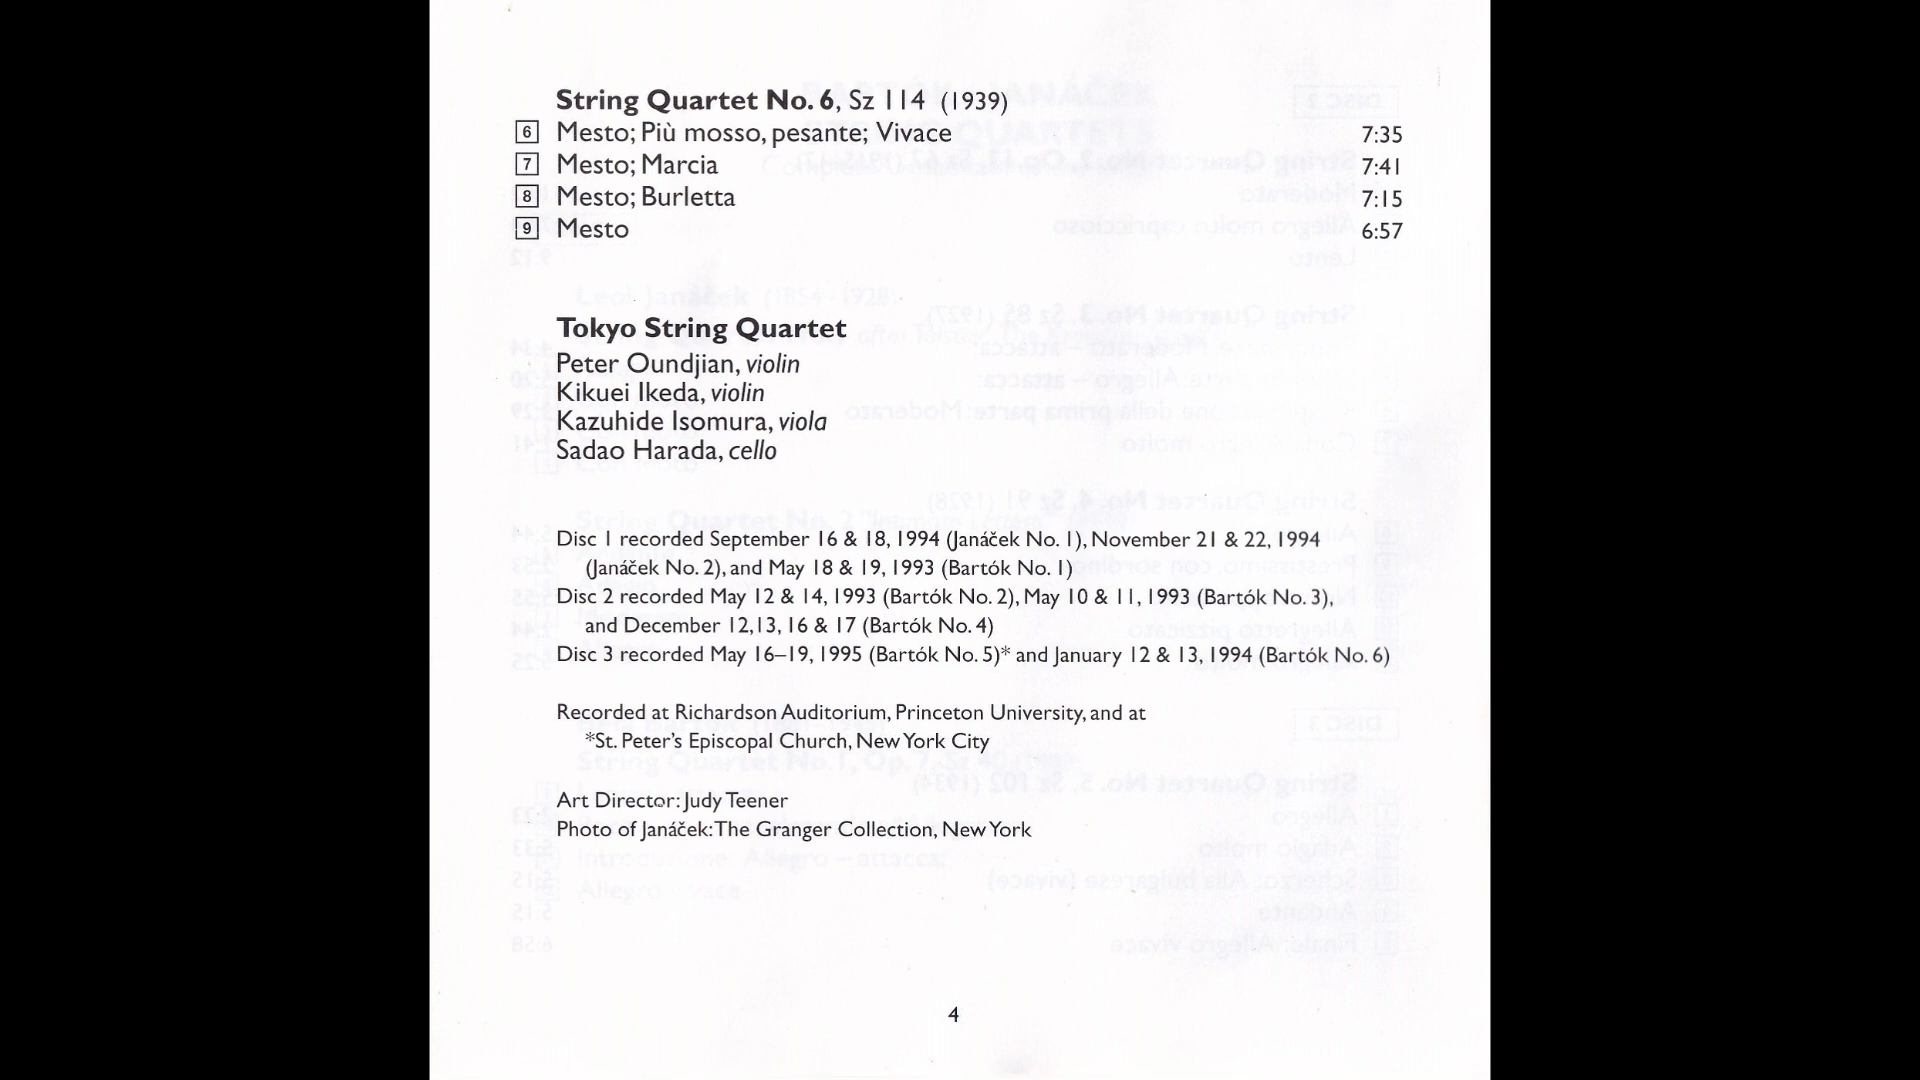 String Quartet No. 6, Sz 114 (1939)
6 Mesto; Più mosso, pesante; Vivace 7:35
7 Mesto; Marcia 7:41
8 Mesto; Burletta 7:15
9 Mesto 6:57
Tokyo String Quartet
Peter Oundjian, violin
Kikuei Ikeda, violin
Kazuhide Isomura, viola
Sadao Harada, cello
Disc 1 recorded September 16 & 18, 1994 (Janáček No. 1), November 21 & 22, 1994
(Janáček No. 2), and May 18 & 19, 1993 (Bartók No. 1)
Disc 2 recorded May 12 & 14, 1993 (Bartók No. 2), May 10 & 11, 1993 (Bartók No. 3),
and December 12,13, 16 & 17 (Bartók No. 4)
Disc 3 recorded May 16–19, 1995 (Bartók No. 5)* and January 12 & 13, 1994 (Bartók No. 6)
Recorded at Richardson Auditorium, Princeton University, and at
*St. Peter's Episcopal Church, New York City
Art Director: Judy Teener
Photo of Janáček: The Granger Collection, New York
4